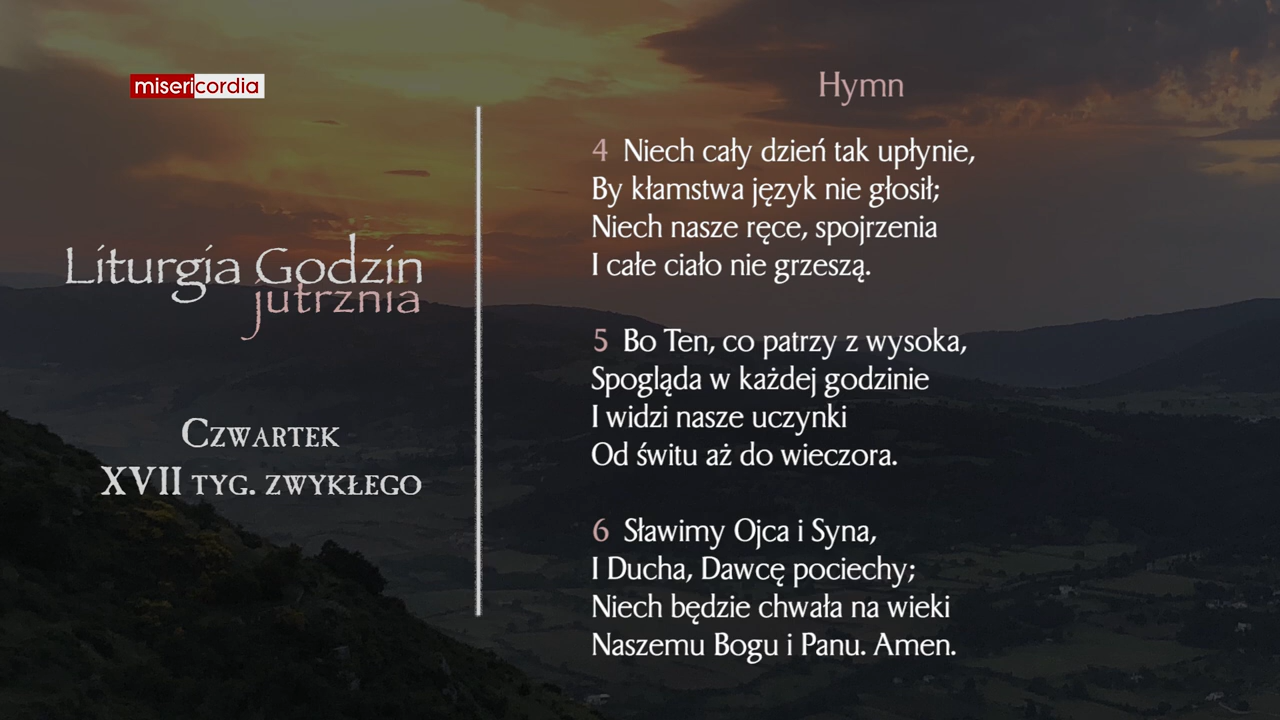 misericordia
Liturgia Godzin
jutrznia
Czwartek
XVII tyg. zwykłego
Hymn
4 Niech cały dzień tak upłynie,
By kłamstwa język nie głosił;
Niech nasze ręce, spojrzenia
I całe ciało nie grzeszą.
5 Bo Ten, co patrzy z wysoka,
Spogląda w każdej godzinie
I widzi nasze uczynki
Od świtu aż do wieczora.
6 Sławimy Ojca i Syna,
I Ducha, Dawcę pociechy;
Niech będzie chwała na wieki
Naszemu Bogu i Panu. Amen.